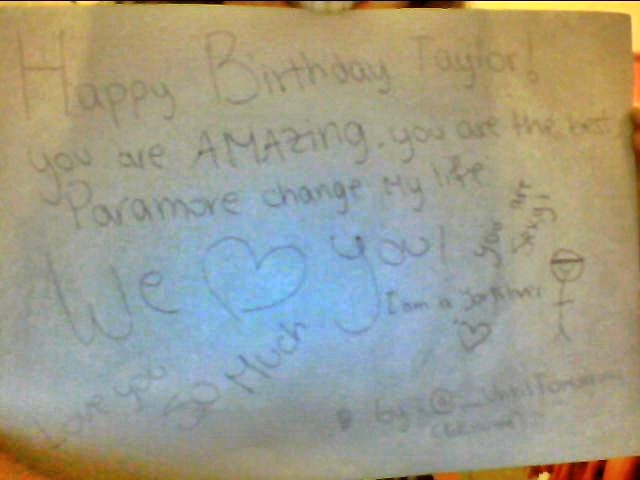 Happy Birthday Taylor!
you are AMAzing. you are the best
Paramore change My life
We you!
you are sexy!
I am a
Love you so Much
by: @